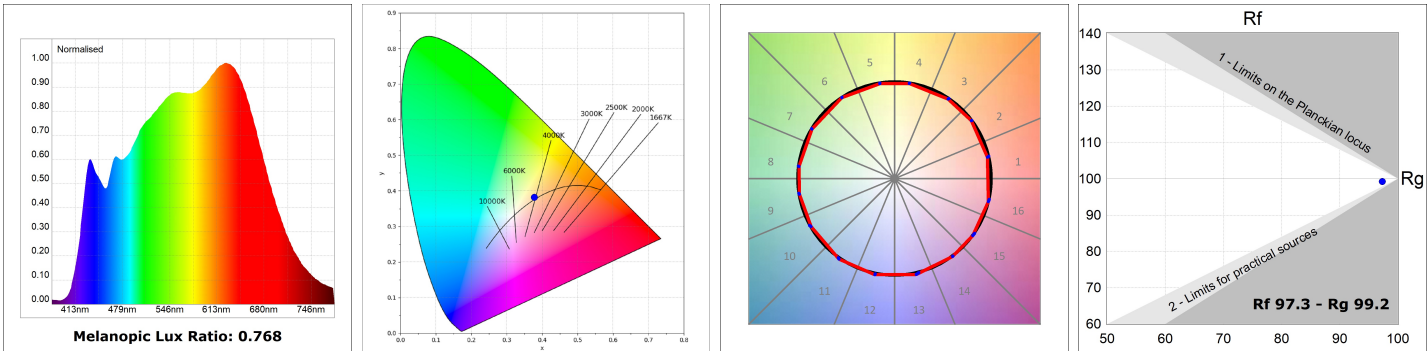 Normalised
1.00
0.90
0.80
0.70
0.60
0.50
0.40
0.30
0.20
0.10
0.00
413nm 479nm 546nm 613nm 680nm 746nm
Melanopic Lux Ratio: 0.768
0.9
0.8
0.7
0.6
0.5
0.4
0.3
0.2
0.1
0.0
y
0.0 0.1 0.2 0.3 0.4 0.5 0.6 0.7 0.8
x
10000K
6000K
4000K
3000K
2500K
2000K
1667K
1
2
3
4
5
6
7
8
9
10
11
12
13
14
15
16
Rf
140
130
120
110
100
90
80
70
60
50 60 70 80 90 100
Rg
1 - Limits on the Planckian locus
2 - Limits for practical sources
Rf 97.3 - Rg 99.2